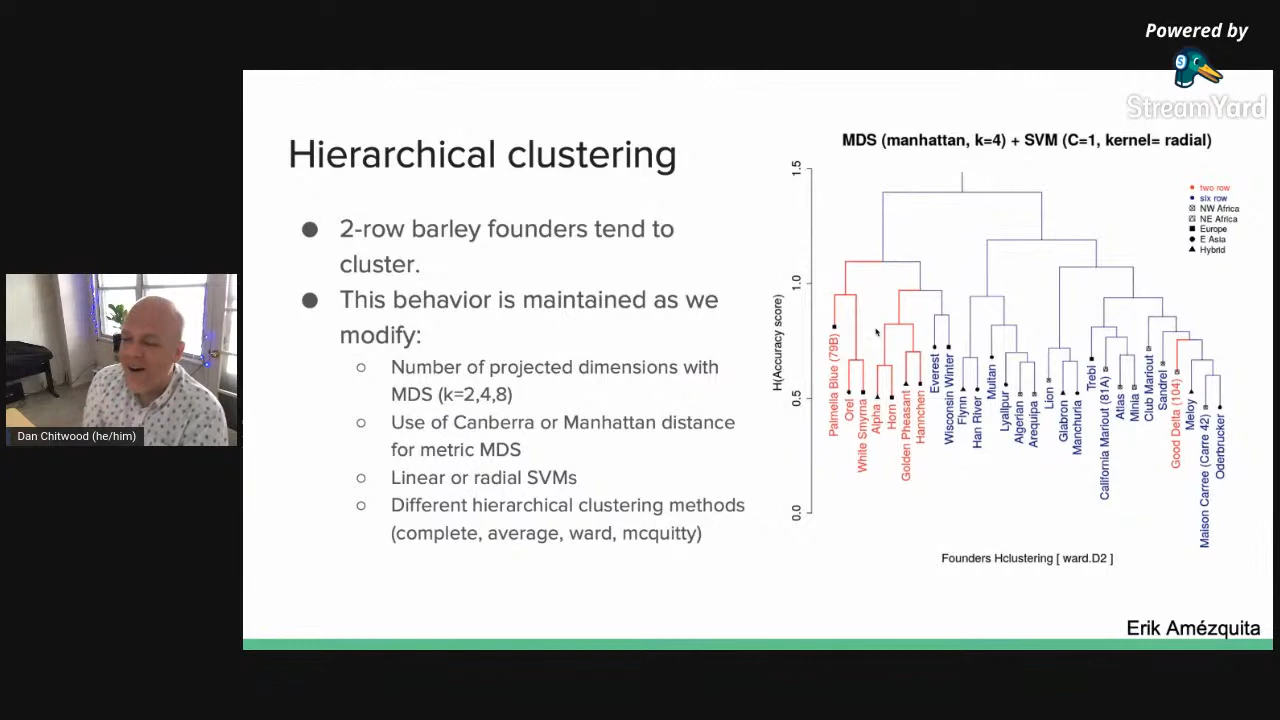 Powered by
StreamYard
Hierarchical clustering
● 2-row barley founders tend to
cluster.
● This behavior is maintained as we
modify:
○ Number of projected dimensions with
MDS (k=2,4,8)
○ Use of Canberra or Manhattan distance
for metric MDS
○ Linear or radial SVMs
○ Different hierarchical clustering methods
(complete, average, ward, mcquitty)
MDS (manhattan, k=4) + SVM (C=1, kernel= radial)
two row
six row
NW Africa
NE Africa
Europe
E Asia
Hybrid
H(Accuracy score)
1.5
1.0
0.5
0.0
Palmella Blue (79B)
Orel
White Smyrna
Alpha
Horn
Golden Pheasant
Hannchen
Everest
Wisconsin Winter
Flynn
Han River
Multan
Lyallpur
Algerian
Arequipa
Lion
Glabron
Manchuria
Trebi
California Mariout (81A)
Atlas
Minia
Club Mariout
Sandrel
Good Delta (104)
Meloy
Maison Carree (Carre 42)
Oderbrucker
Founders Hclustering [ ward.D2 ]
Erik Amézquita
Dan Chitwood (he/him)